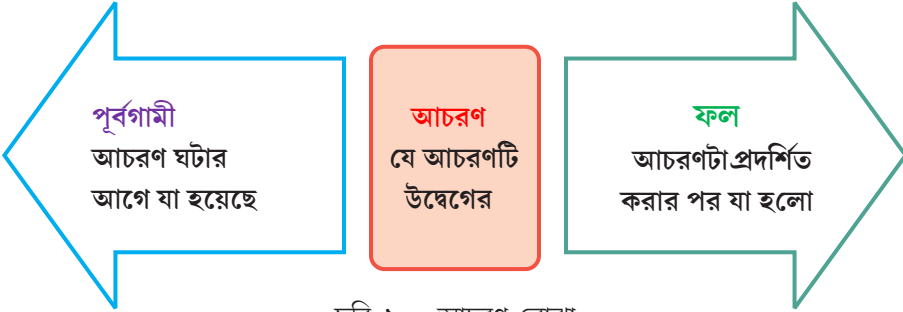 পূর্বগামী
আচরণ ঘটার
আগে যা হয়েছে
আচরণ
যে আচরণটি
উদ্বেগের
ফল
আচরণটা প্রদর্শিত
করার পর যা হলো